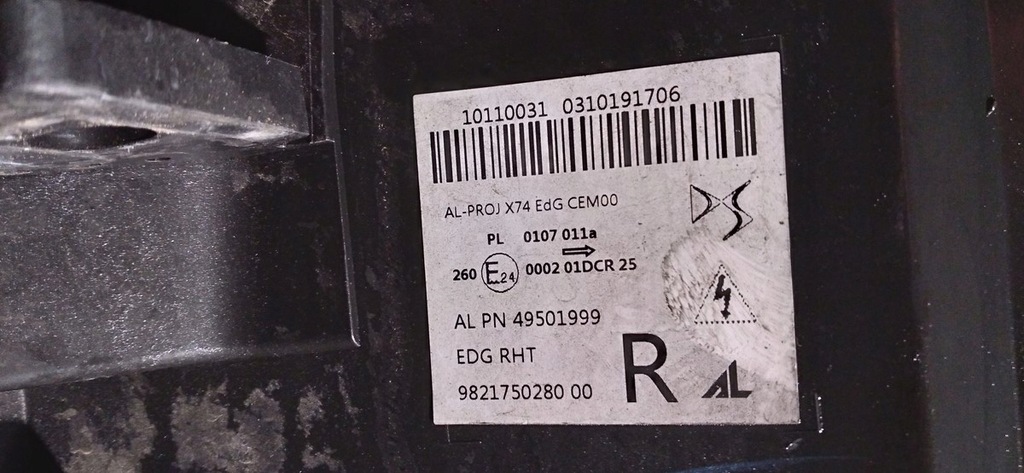 10110031 0310191706
AL-PROJ X74 EdG CEM00
DS
PL 0107 011a
260 E24 0002 01DCR 25
AL PN 49501999
EDG RHT
9821750280 00
R
AL